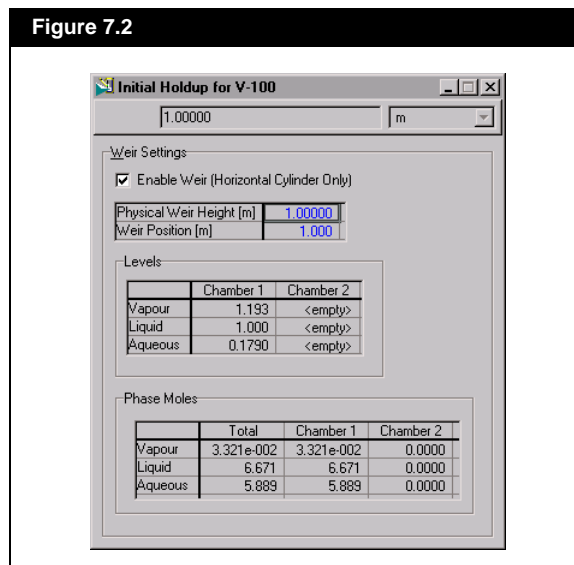 Figure 7.2
Initial Holdup for V-100
1.00000 m
Weir Settings
Enable Weir (Horizontal Cylinder Only)
Physical Weir Height [m] 1.00000
Weir Position [m] 1.000
Levels
Chamber 1 Chamber 2
Vapour 1.193 <empty>
Liquid 1.000 <empty>
Aqueous 0.1790 <empty>
Phase Moles
Total Chamber 1 Chamber 2
Vapour 3.321e-002 3.321e-002 0.0000
Liquid 6.671 6.671 0.0000
Aqueous 5.889 5.889 0.0000